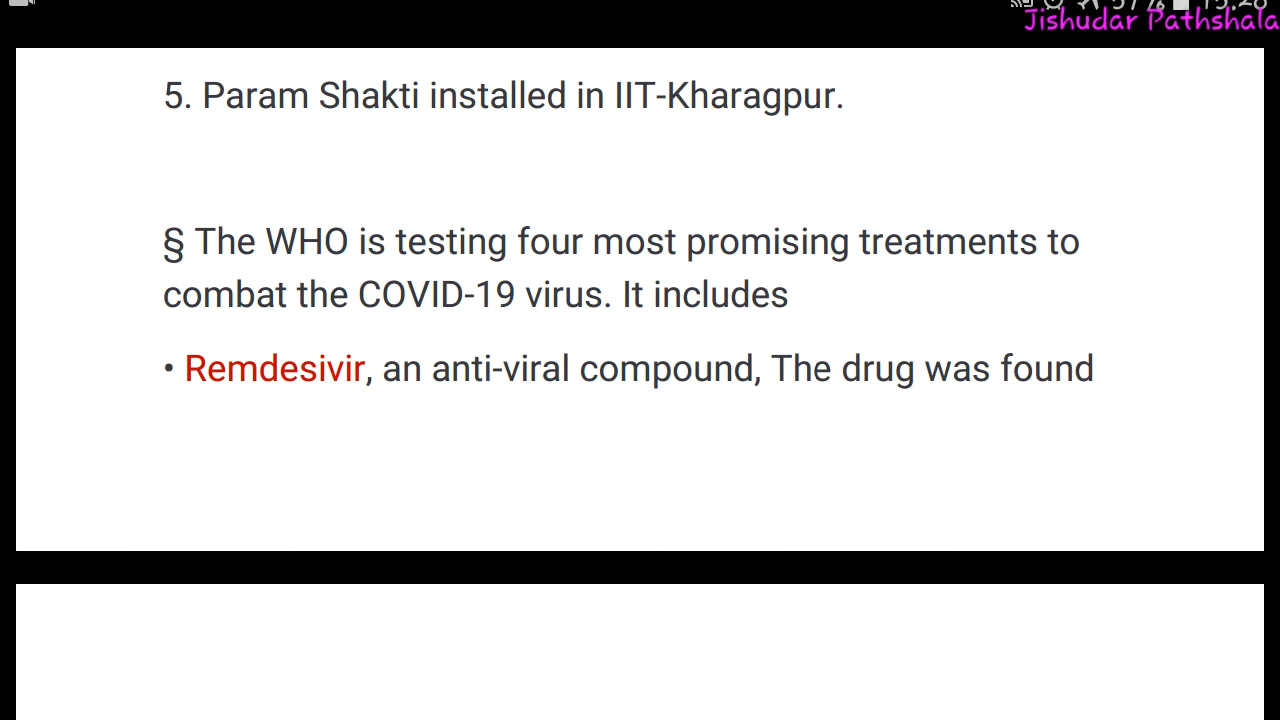 Jishudar Pathshala
5. Param Shakti installed in IIT-Kharagpur.
§ The WHO is testing four most promising treatments to
combat the COVID-19 virus. It includes
• Remdesivir, an anti-viral compound, The drug was found